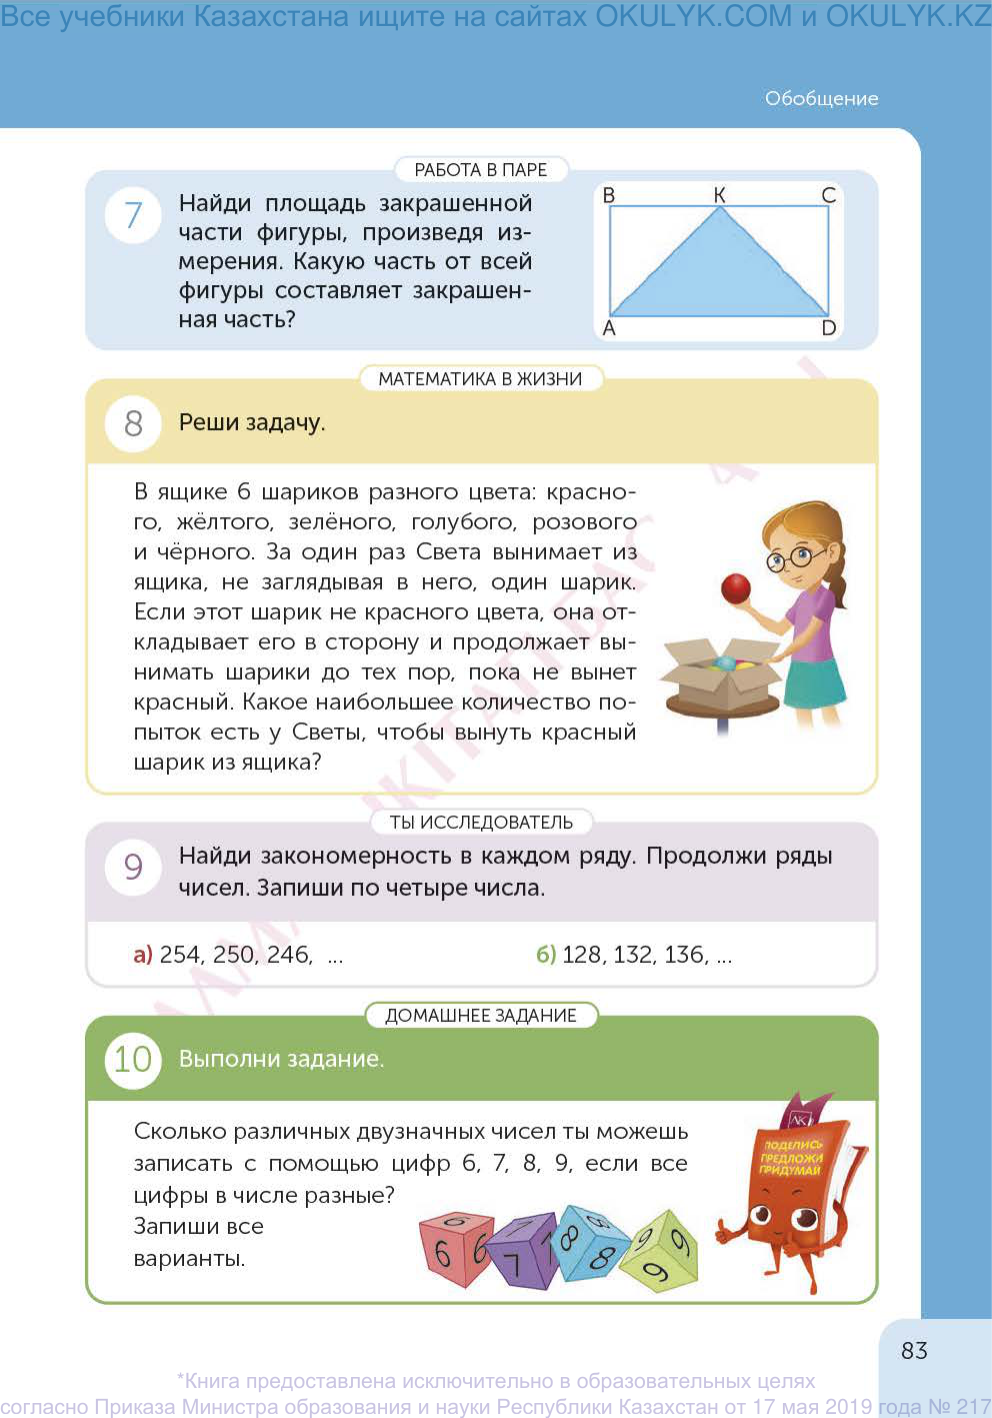 Все учебники Казахстана ищите на сайтах OKULYK.COM и OKULYK.KZ
Обобщение
РАБОТА В ПАРЕ
7
Найди площадь закрашенной
части фигуры, произведя из-
мерения. Какую часть от всей
фигуры составляет закрашен-
ная часть?
B K C
A D
МАТЕМАТИКА В ЖИЗНИ
8 Реши задачу.
В ящике 6 шариков разного цвета: красно-
го, жёлтого, зелёного, голубого, розового
и чёрного. За один раз Света вынимает из
ящика, не заглядывая в него, один шарик.
Если этот шарик не красного цвета, она от-
кладывает его в сторону и продолжает вы-
нимать шарики до тех пор, пока не вынет
красный. Какое наибольшее количество по-
пыток есть у Светы, чтобы вынуть красный
шарик из ящика?
ТЫ ИССЛЕДОВАТЕЛЬ
9
Найди закономерность в каждом ряду. Продолжи ряды
чисел. Запиши по четыре числа.
а) 254, 250, 246, ...
б) 128, 132, 136, ...
ДОМАШНЕЕ ЗАДАНИЕ
10 Выполни задание.
Сколько различных двузначных чисел ты можешь
записать с помощью цифр 6, 7, 8, 9, если все
цифры в числе разные?
Запиши все
варианты.
6 6 6 7 7 7 8 8 8 9 9 9
АК
ПОДЕЛИСЬ
ПРЕДЛОЖИ
ПРИДУМАЙ
83
*Книга предоставлена исключительно в образовательных целях
согласно Приказа Министра образования и науки Республики Казахстан от 17 мая 2019 года № 217